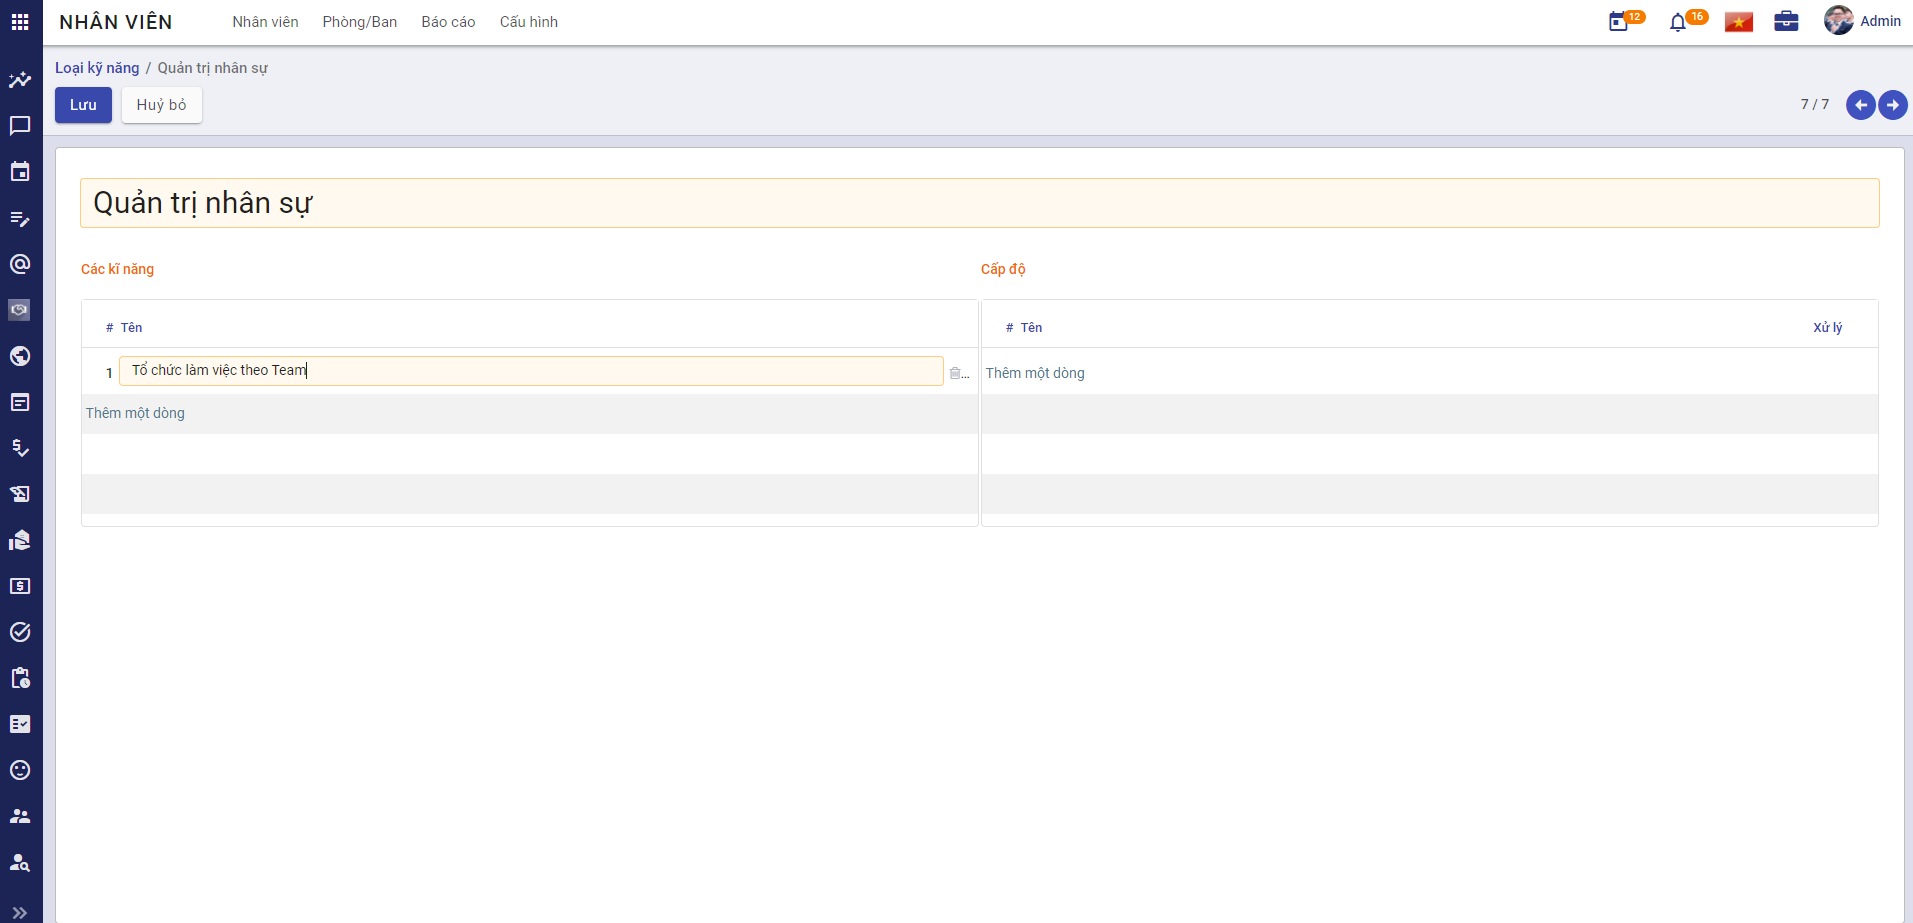 NHÂN VIÊN Nhân viên Phòng/Ban Báo cáo Cấu hình 12 16 Admin
Loại kỹ năng / Quản trị nhân sự
Lưu Huỷ bỏ 7 / 7
Quản trị nhân sự
Các kĩ năng Cấp độ
# Tên # Tên Xử lý
1 Tổ chức làm việc theo Team ... Thêm một dòng
Thêm một dòng